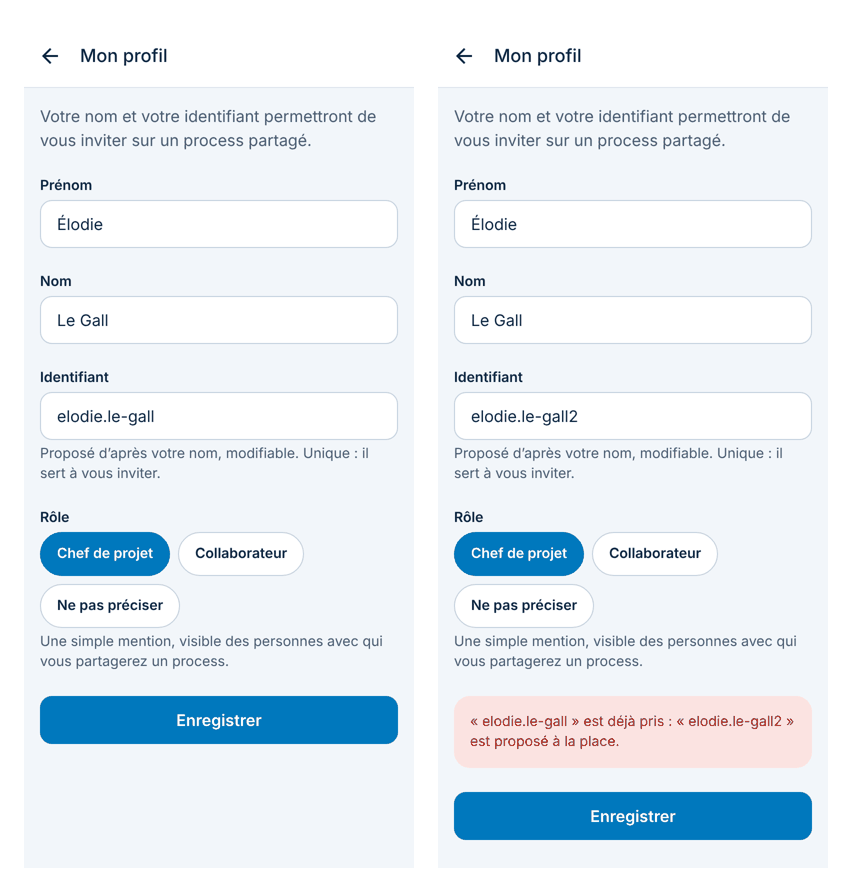 Mon profil
Votre nom et votre identifiant permettront de
vous inviter sur un process partagé.
Prénom
Élodie
Nom
Le Gall
Identifiant
elodie.le-gall
Proposé d’après votre nom, modifiable. Unique : il
sert à vous inviter.
Rôle
Chef de projet
Collaborateur
Ne pas préciser
Une simple mention, visible des personnes avec qui
vous partagerez un process.
Enregistrer
Mon profil
Votre nom et votre identifiant permettront de
vous inviter sur un process partagé.
Prénom
Élodie
Nom
Le Gall
Identifiant
elodie.le-gall2
Proposé d’après votre nom, modifiable. Unique : il
sert à vous inviter.
Rôle
Chef de projet
Collaborateur
Ne pas préciser
Une simple mention, visible des personnes avec qui
vous partagerez un process.
« elodie.le-gall » est déjà pris : « elodie.le-gall2 »
est proposé à la place.
Enregistrer